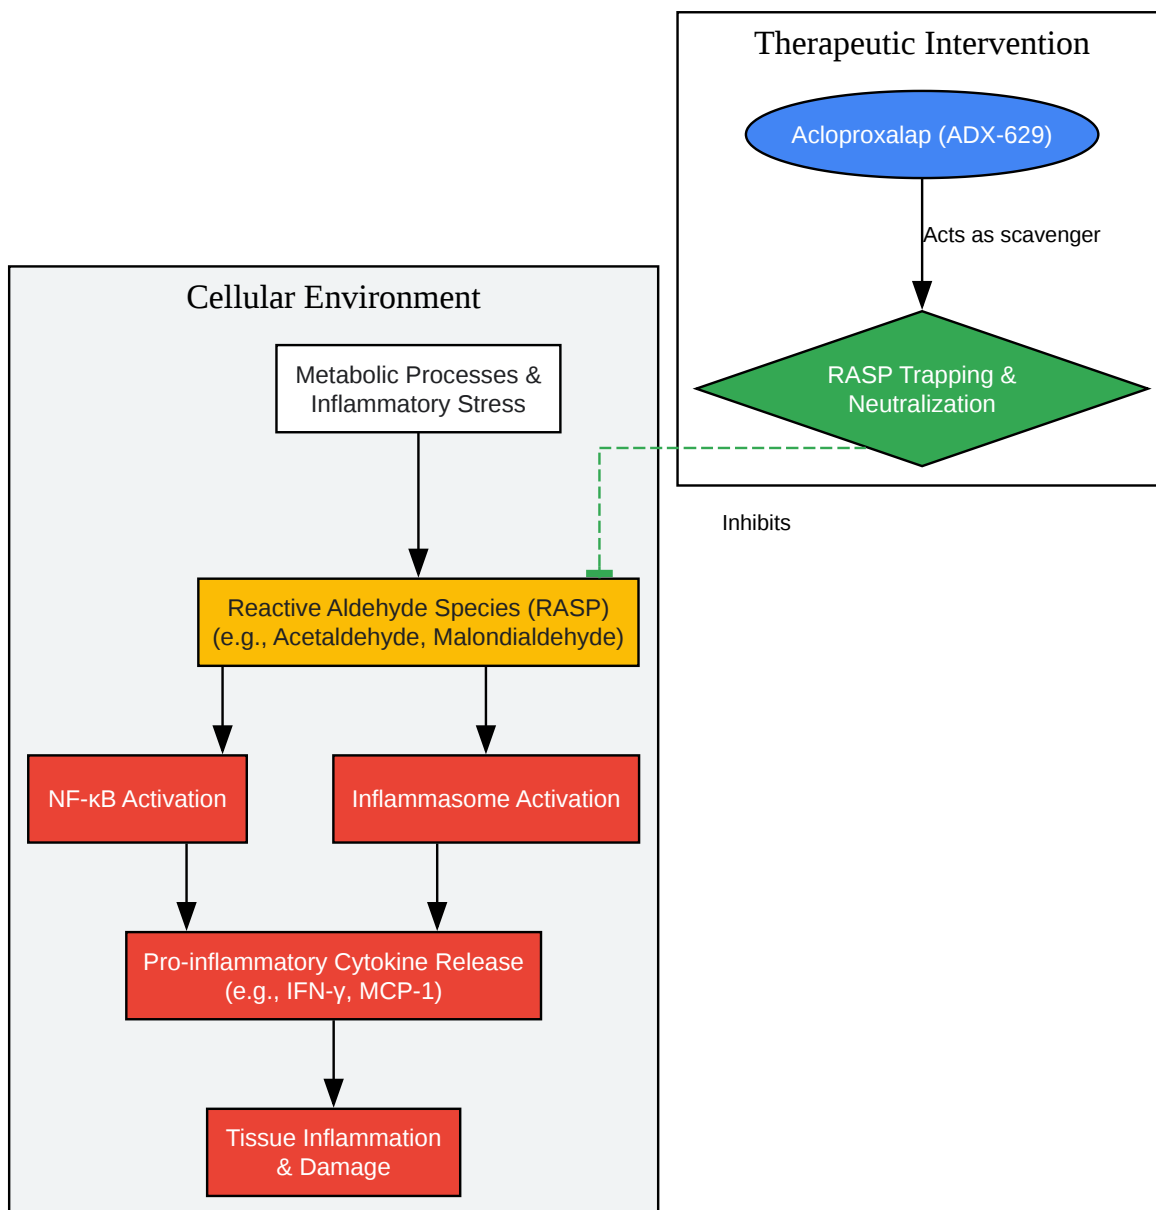 Therapeutic Intervention
Acloproxalap (ADX-629)
Acts as scavenger
RASP Trapping &
Neutralization
Inhibits
Cellular Environment
Metabolic Processes &
Inflammatory Stress
Reactive Aldehyde Species (RASP)
(e.g., Acetaldehyde, Malondialdehyde)
NF-κB Activation
Inflammasome Activation
Pro-inflammatory Cytokine Release
(e.g., IFN-γ, MCP-1)
Tissue Inflammation
& Damage